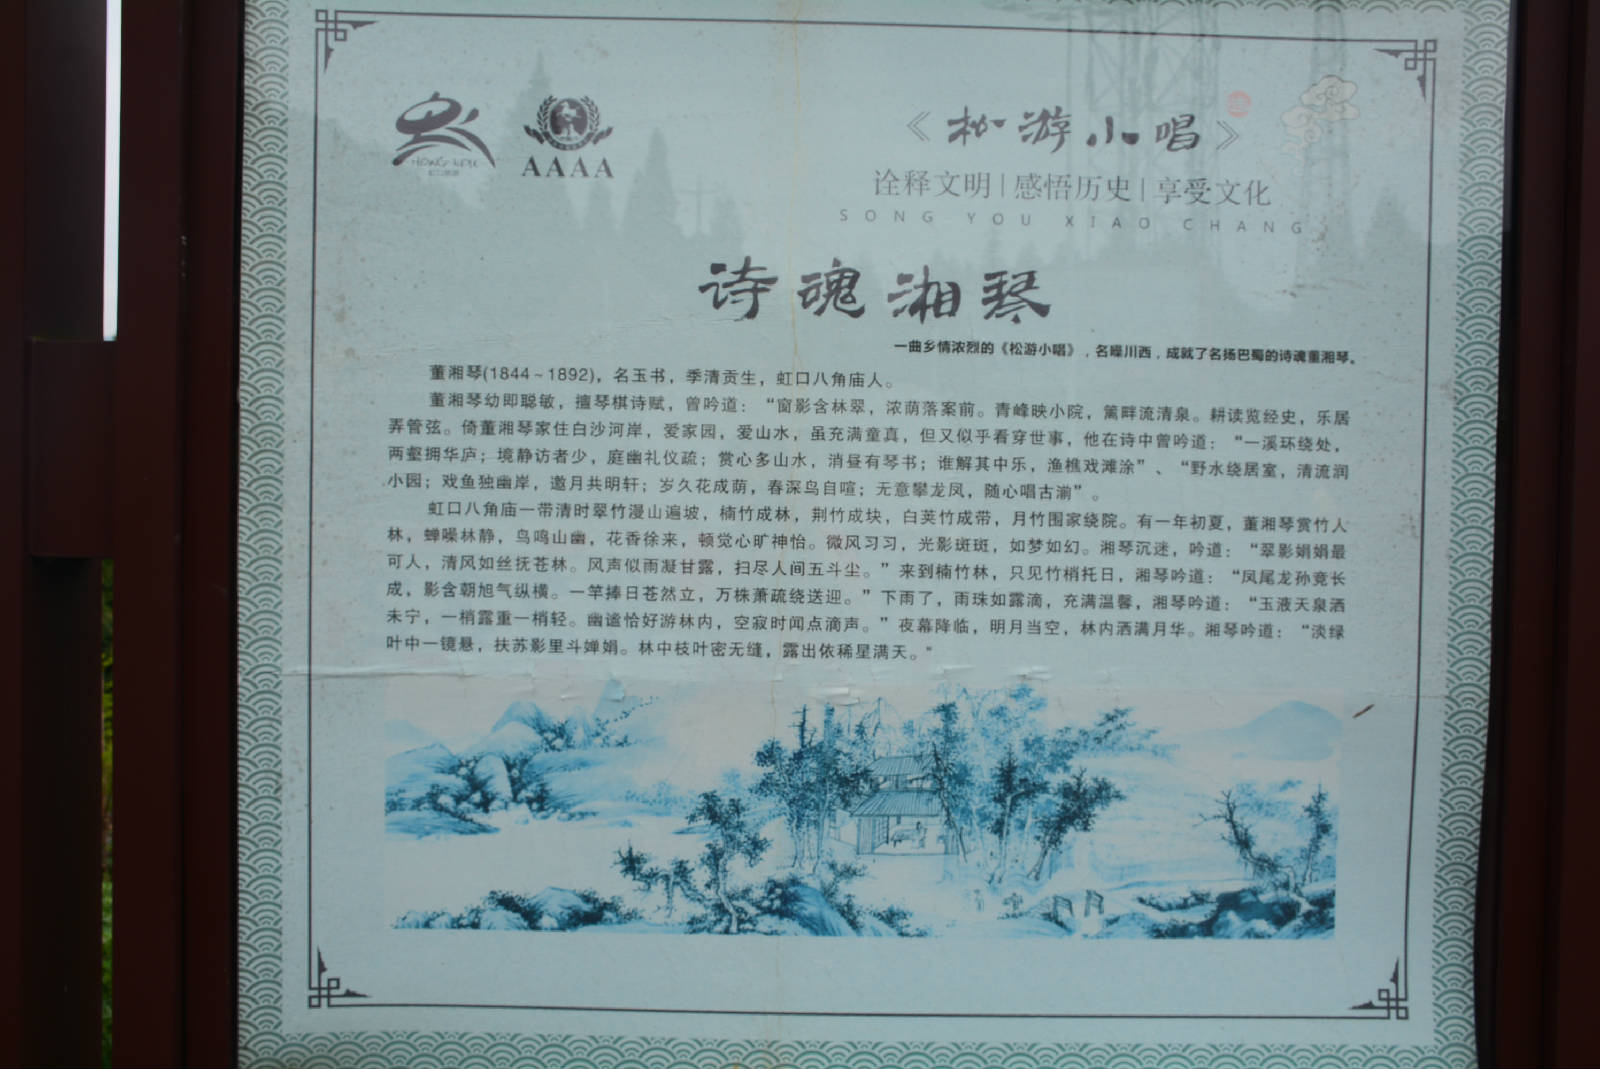 HONG KOU
AAAA
《松游小唱》
诠释文明|感悟历史|享受文化
SONG YOU XIAO CHANG
诗魂湘琴
一曲乡情浓烈的《松游小唱》，名噪川西，成就了名扬巴蜀的诗魂董湘琴。
董湘琴(1844~1892)，名玉书，季清贡生，虹口八角庙人。
董湘琴幼即聪敏，擅琴棋诗赋，曾吟道：“窗影含林翠，浓荫落案前。青峰映小院，篱畔流清泉。耕读览经史，乐居
弄管弦。倚董湘琴家住白沙河岸，爱家园，爱山水，虽充满童真，但又似乎看穿世事，他在诗中曾吟道：“一溪环绕处，
两壑拥华庐；境静访者少，庭幽礼仪疏；赏心多山水，消昼有琴书；谁解其中乐，渔樵戏滩涂”、“野水绕居室，清流润
小园；戏鱼独幽岸，邀月共明轩；岁久花成荫，春深鸟自喧；无意攀龙凤，随心唱古湔”。
虹口八角庙一带清时翠竹漫山遍坡，楠竹成林，荆竹成块，白荚竹成带，月竹围家绕院。有一年初夏，董湘琴赏竹人
林，蝉噪林静，鸟鸣山幽，花香徐来，顿觉心旷神怡。微风习习，光影斑斑，如梦如幻。湘琴沉迷，吟道：“翠影娟娟最
可人，清风如丝抚苍林。风声似雨凝甘露，扫尽人间五斗尘。”来到楠竹林，只见竹梢托日，湘琴吟道：“凤尾龙孙竞长
成，影含朝旭气纵横。一竿捧日苍然立，万株萧疏绕送迎。”下雨了，雨珠如露滴，充满温馨，湘琴吟道：“玉液天泉洒
未宁，一梢露重一梢轻。幽谧恰好游林内，空寂时闻点滴声。”夜幕降临，明月当空，林内洒满月华。湘琴吟道：“淡绿
叶中一镜悬，扶苏影里斗婵娟。林中枝叶密无缝，露出依稀星满天。”